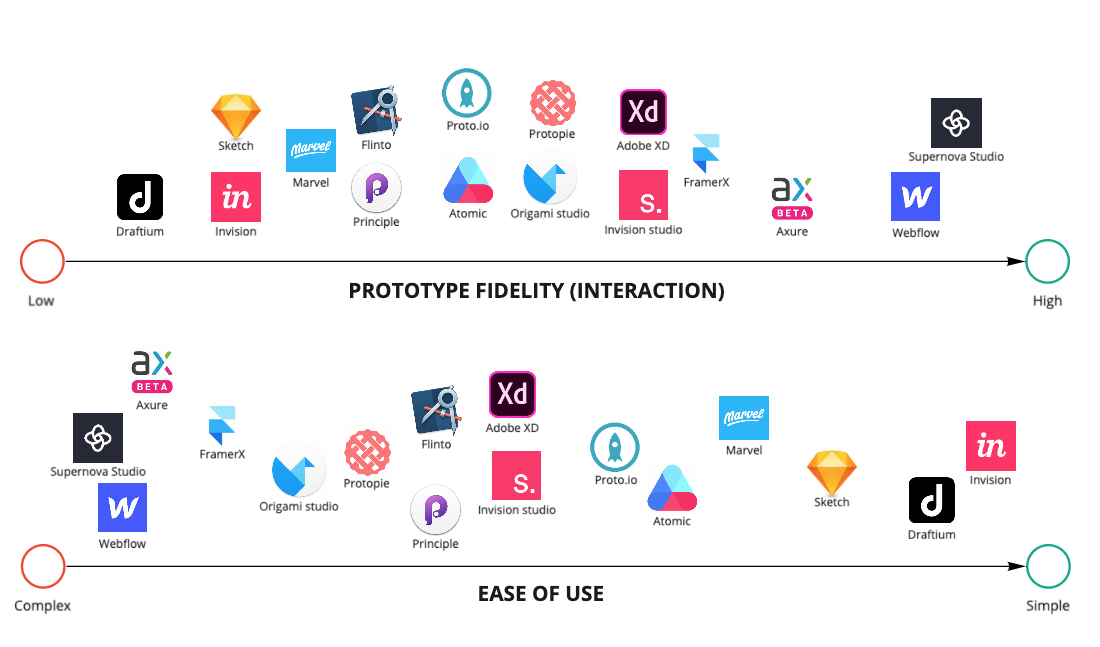 Proto.io
Xd
Sketch
Marvel
Flinto
Protopie
Adobe XD
Supernova Studio
Marvel
FramerX
d
in
P
Atomic
Origami studio
s.
ax
BETA
W
Draftium
Invision
Principle
Invision studio
Axure
Webflow
Low
PROTOTYPE FIDELITY (INTERACTION)
High
ax
BETA
Axure
Xd
Adobe XD
Marvel
Marvel
Supernova Studio
FramerX
Flinto
in
Invision
W
Webflow
Origami studio
Protopie
P
Principle
s.
Invision studio
Proto.io
Atomic
Sketch
d
Draftium
Complex
EASE OF USE
Simple